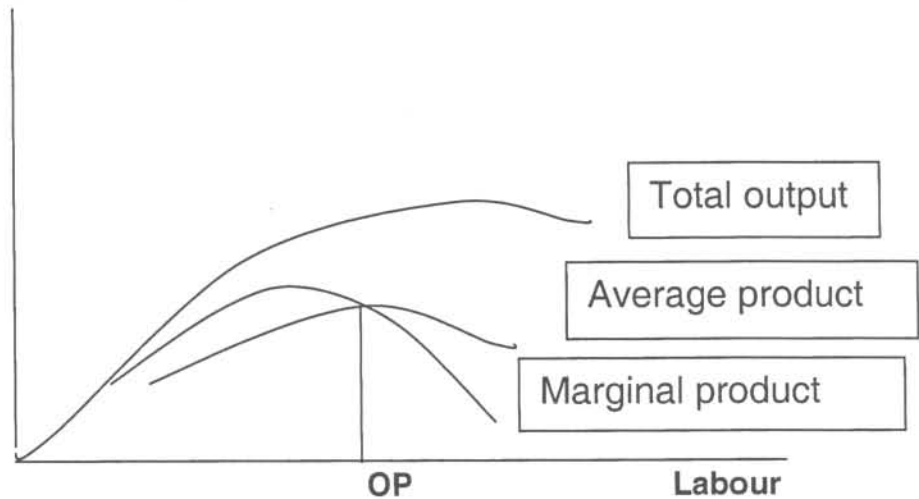 Total output
Average product
Marginal product
OP
Labour